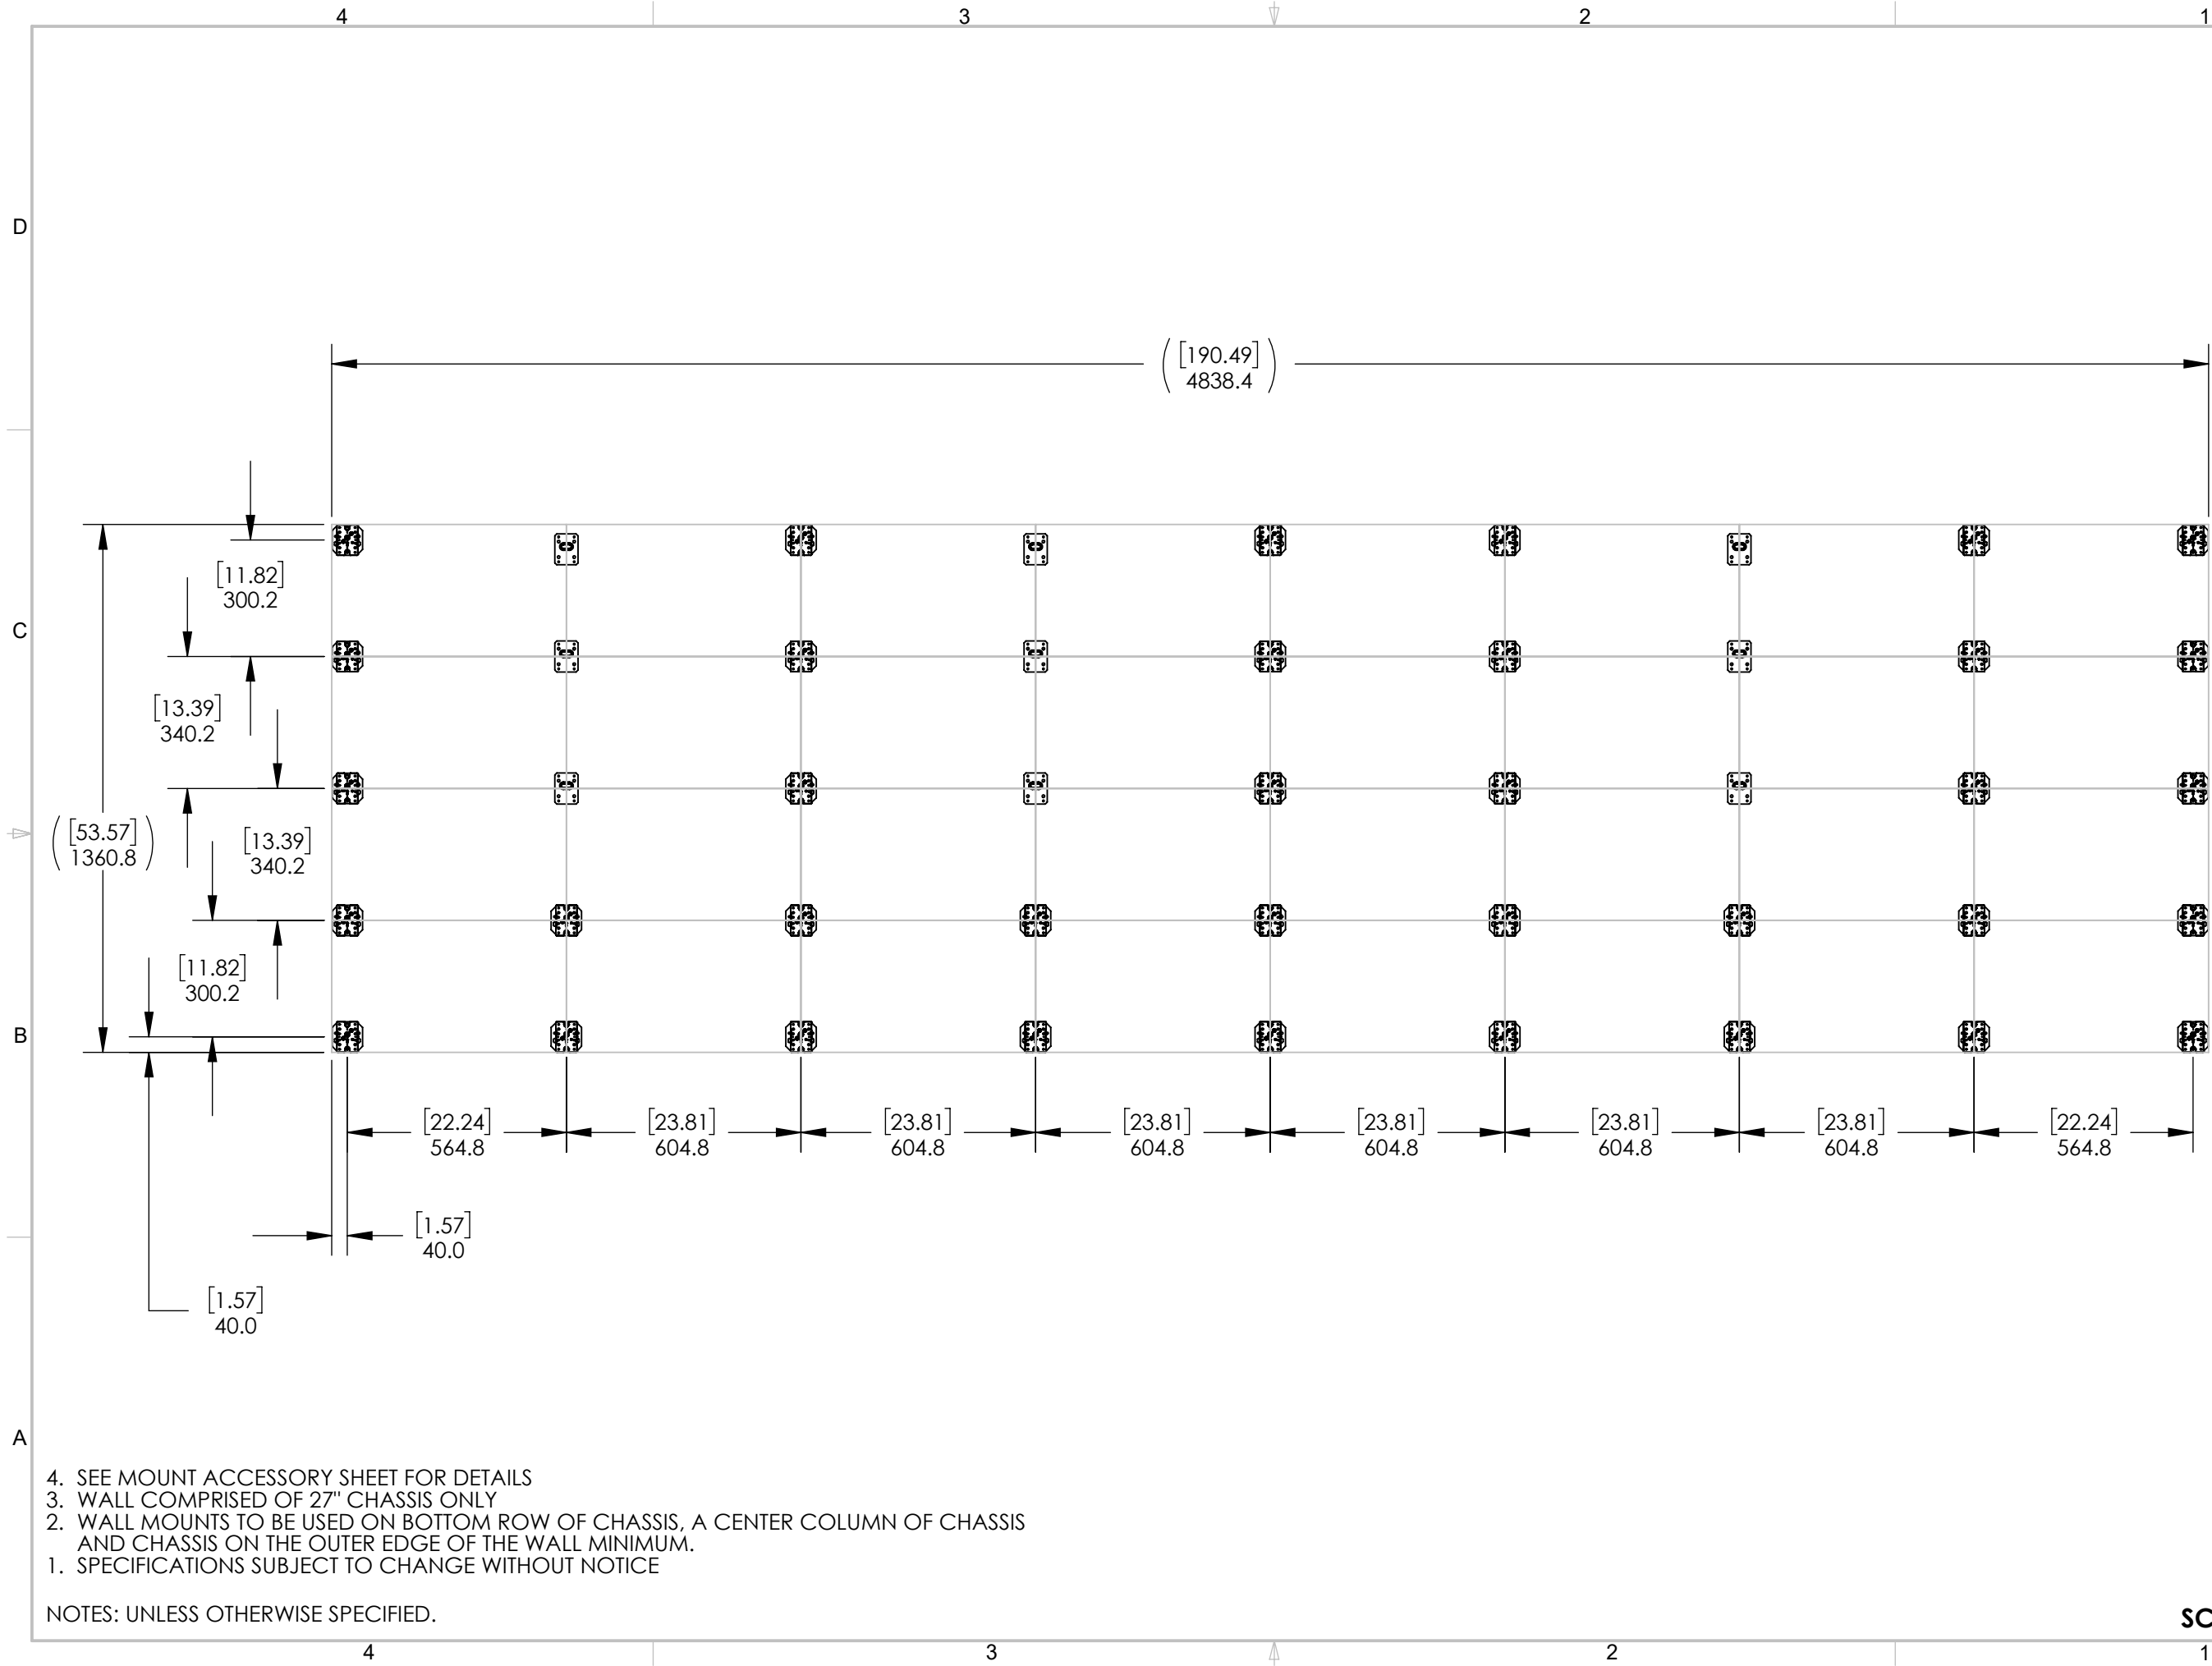 4 3 2 1
D
[190.49]
4838.4
[11.82]
300.2
C
[13.39]
340.2
[53.57]
1360.8
[13.39]
340.2
[11.82]
300.2
B
[22.24] [23.81] [23.81] [23.81] [23.81] [23.81] [23.81] [22.24]
564.8 604.8 604.8 604.8 604.8 604.8 604.8 564.8
[1.57]
40.0
[1.57]
40.0
A
4. SEE MOUNT ACCESSORY SHEET FOR DETAILS
3. WALL COMPRISED OF 27" CHASSIS ONLY
2. WALL MOUNTS TO BE USED ON BOTTOM ROW OF CHASSIS, A CENTER COLUMN OF CHASSIS
AND CHASSIS ON THE OUTER EDGE OF THE WALL MINIMUM.
1. SPECIFICATIONS SUBJECT TO CHANGE WITHOUT NOTICE
NOTES: UNLESS OTHERWISE SPECIFIED.
4 3 2 1